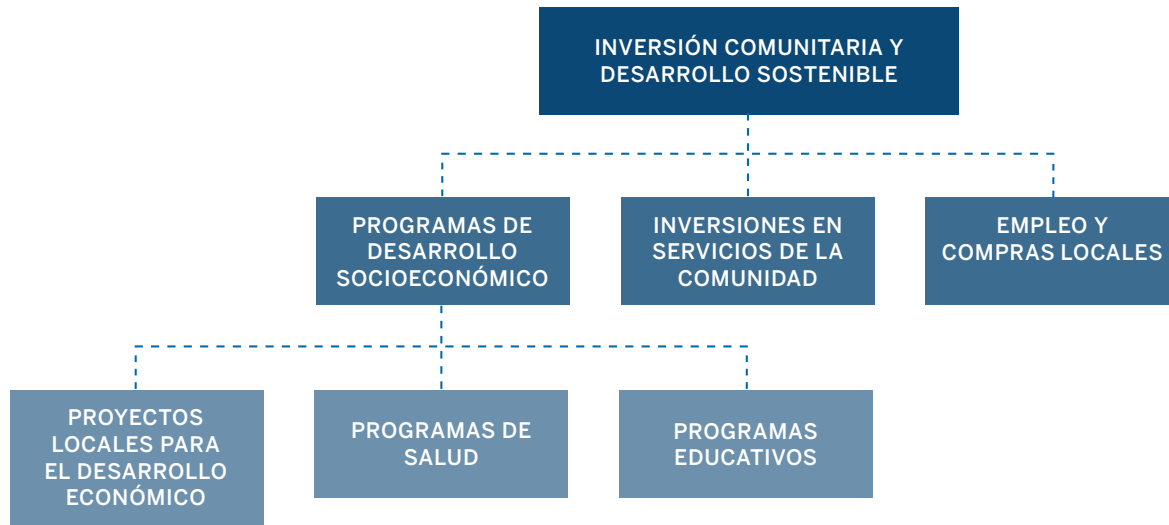 INVERSIÓN COMUNITARIA Y
DESARROLLO SOSTENIBLE
PROGRAMAS DE
DESARROLLO
SOCIOECONÓMICO
INVERSIONES EN
SERVICIOS DE LA
COMUNIDAD
EMPLEO Y
COMPRAS LOCALES
PROYECTOS
LOCALES PARA
EL DESARROLLO
ECONÓMICO
PROGRAMAS DE
SALUD
PROGRAMAS
EDUCATIVOS